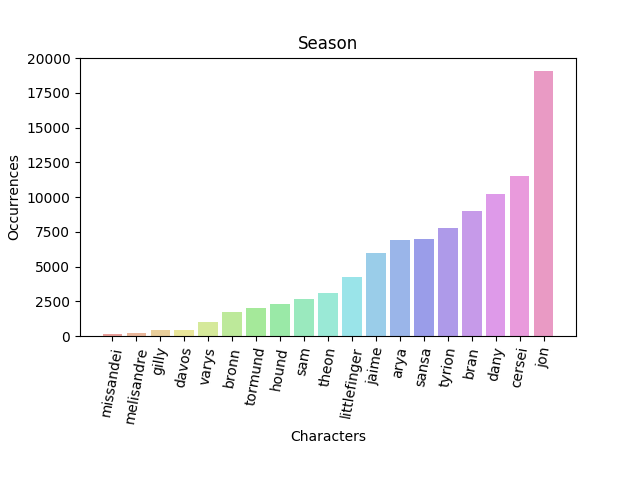 Season
20000
17500
15000
12500
10000
7500
5000
2500
0
Occurrences
missandei
melisandre
gilly
davos
varys
bronn
tormund
hound
sam
theon
littlefinger
jaime
arya
sansa
tyrion
bran
dany
cersei
jon
Characters